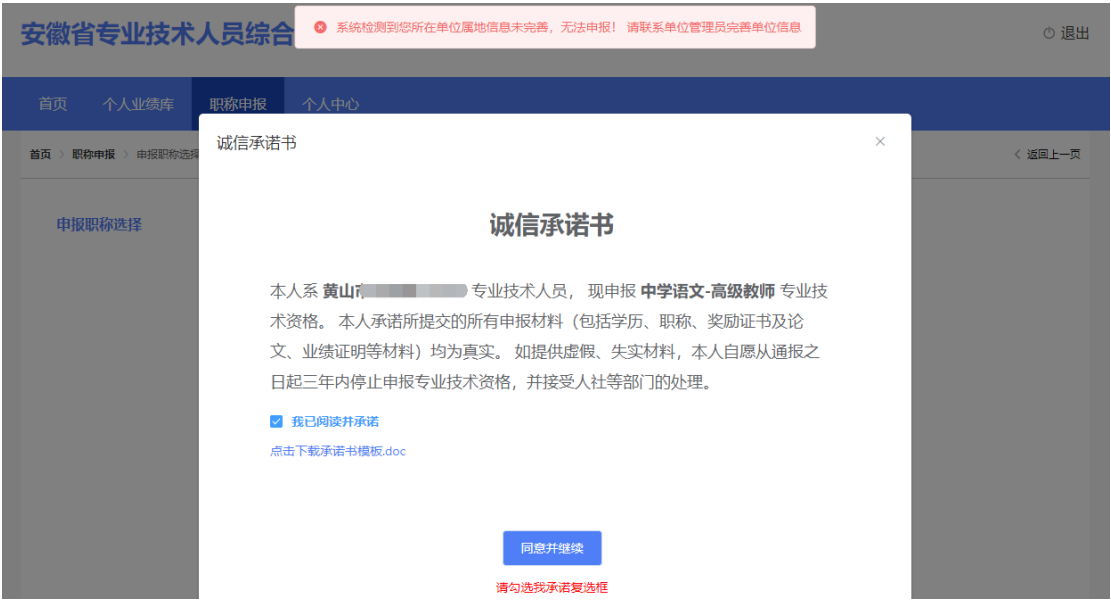 安徽省专业技术人员综合
系统检测到您所在单位属地信息未完善，无法申报！ 请联系单位管理员完善单位信息
退出
首页 个人业绩库 职称申报 个人中心
首页 > 职称申报 > 申报职称选择
返回上一页
申报职称选择
诚信承诺书
诚信承诺书
本人系 黄山 专业技术人员， 现申报 中学语文-高级教师 专业技
术资格。 本人承诺所提交的所有申报材料（包括学历、职称、奖励证书及论
文、业绩证明等材料）均为真实。 如提供虚假、失实材料，本人自愿从通报之
日起三年内停止申报专业技术资格，并接受人社等部门的处理。
我已阅读并承诺
点击下载承诺书模板.doc
同意并继续
请勾选我承诺复选框